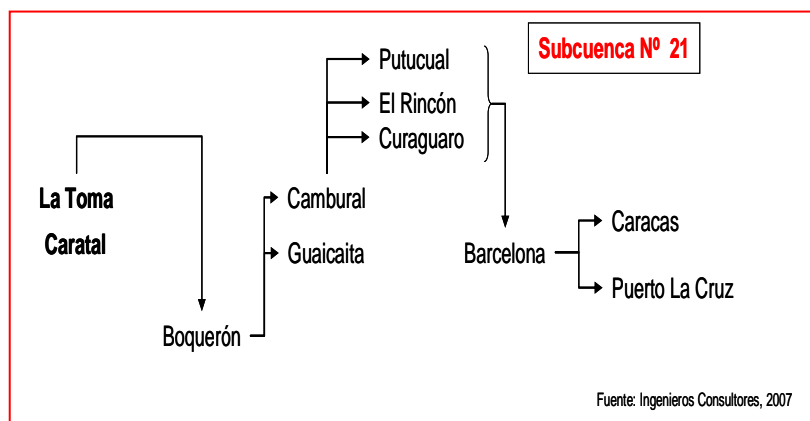 Subcuenca Nº 21
Putucual
El Rincón
Curaguaro
La Toma
Caratal
Cambural
Guaicaita
Boquerón
Barcelona
Caracas
Puerto La Cruz
Fuente: Ingenieros Consultores, 2007